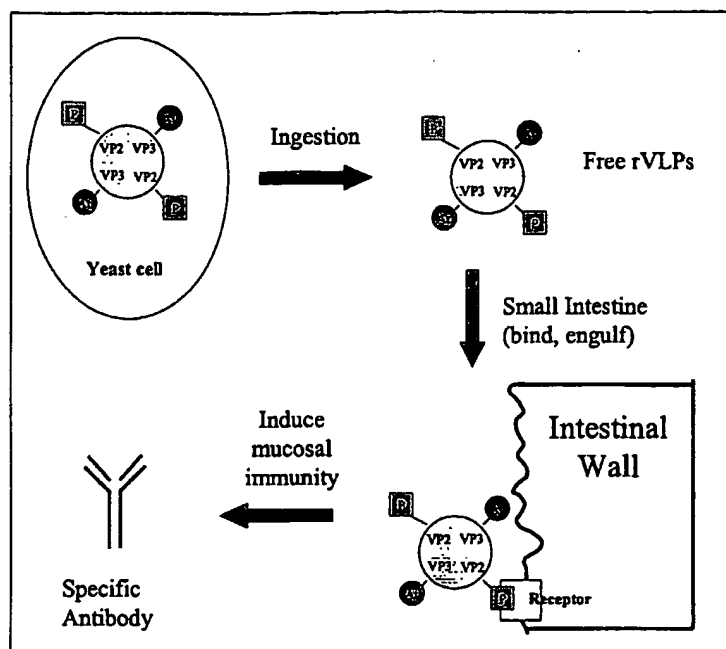 P
VP2 VP3
VP3 VP2
P
Yeast cell
Ingestion
P
VP2 VP3
VP3 VP2
P
Free rVLPs
Small Intestine
(bind, engulf)
Intestinal
Wall
Induce
mucosal
immunity
P
VP2 VP3
VP3 VP2
P
Receptor
Specific
Antibody